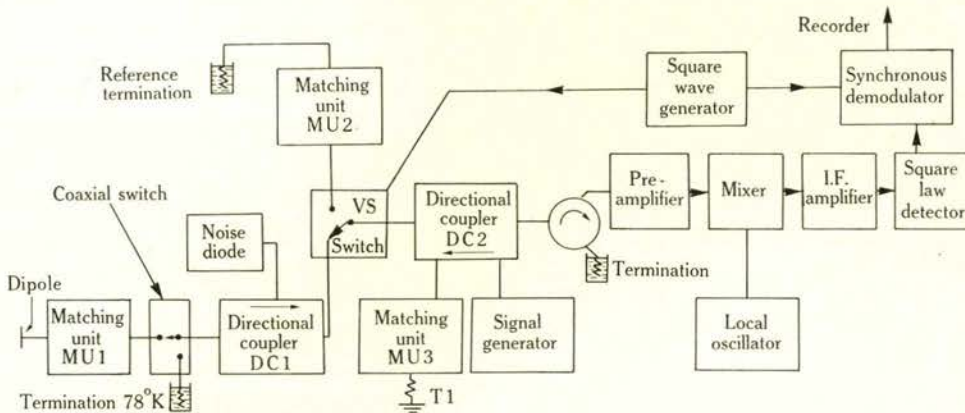 Recorder
Reference
termination
Matching
unit
MU2
Square
wave
generator
Synchronous
demodulator
Coaxial switch
Noise
diode
VS
Switch
Directional
coupler
DC2
Pre-
amplifier
Mixer
I.F.
amplifier
Square
law
detector
Termination
Dipole
Matching
unit
MU1
Directional
coupler
DC1
Matching
unit
MU3
Signal
generator
Local
oscillator
Termination 78°K
T1